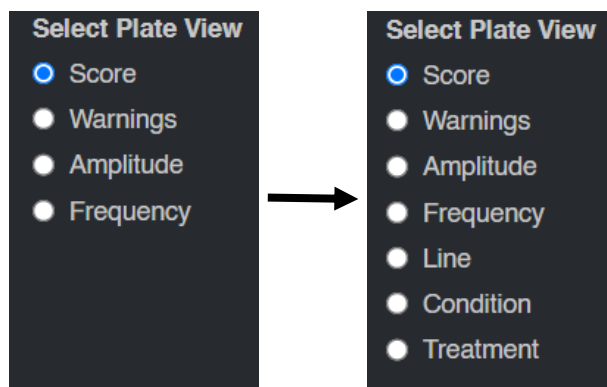 Select Plate View
Score
Warnings
Amplitude
Frequency
Select Plate View
Score
Warnings
Amplitude
Frequency
Line
Condition
Treatment